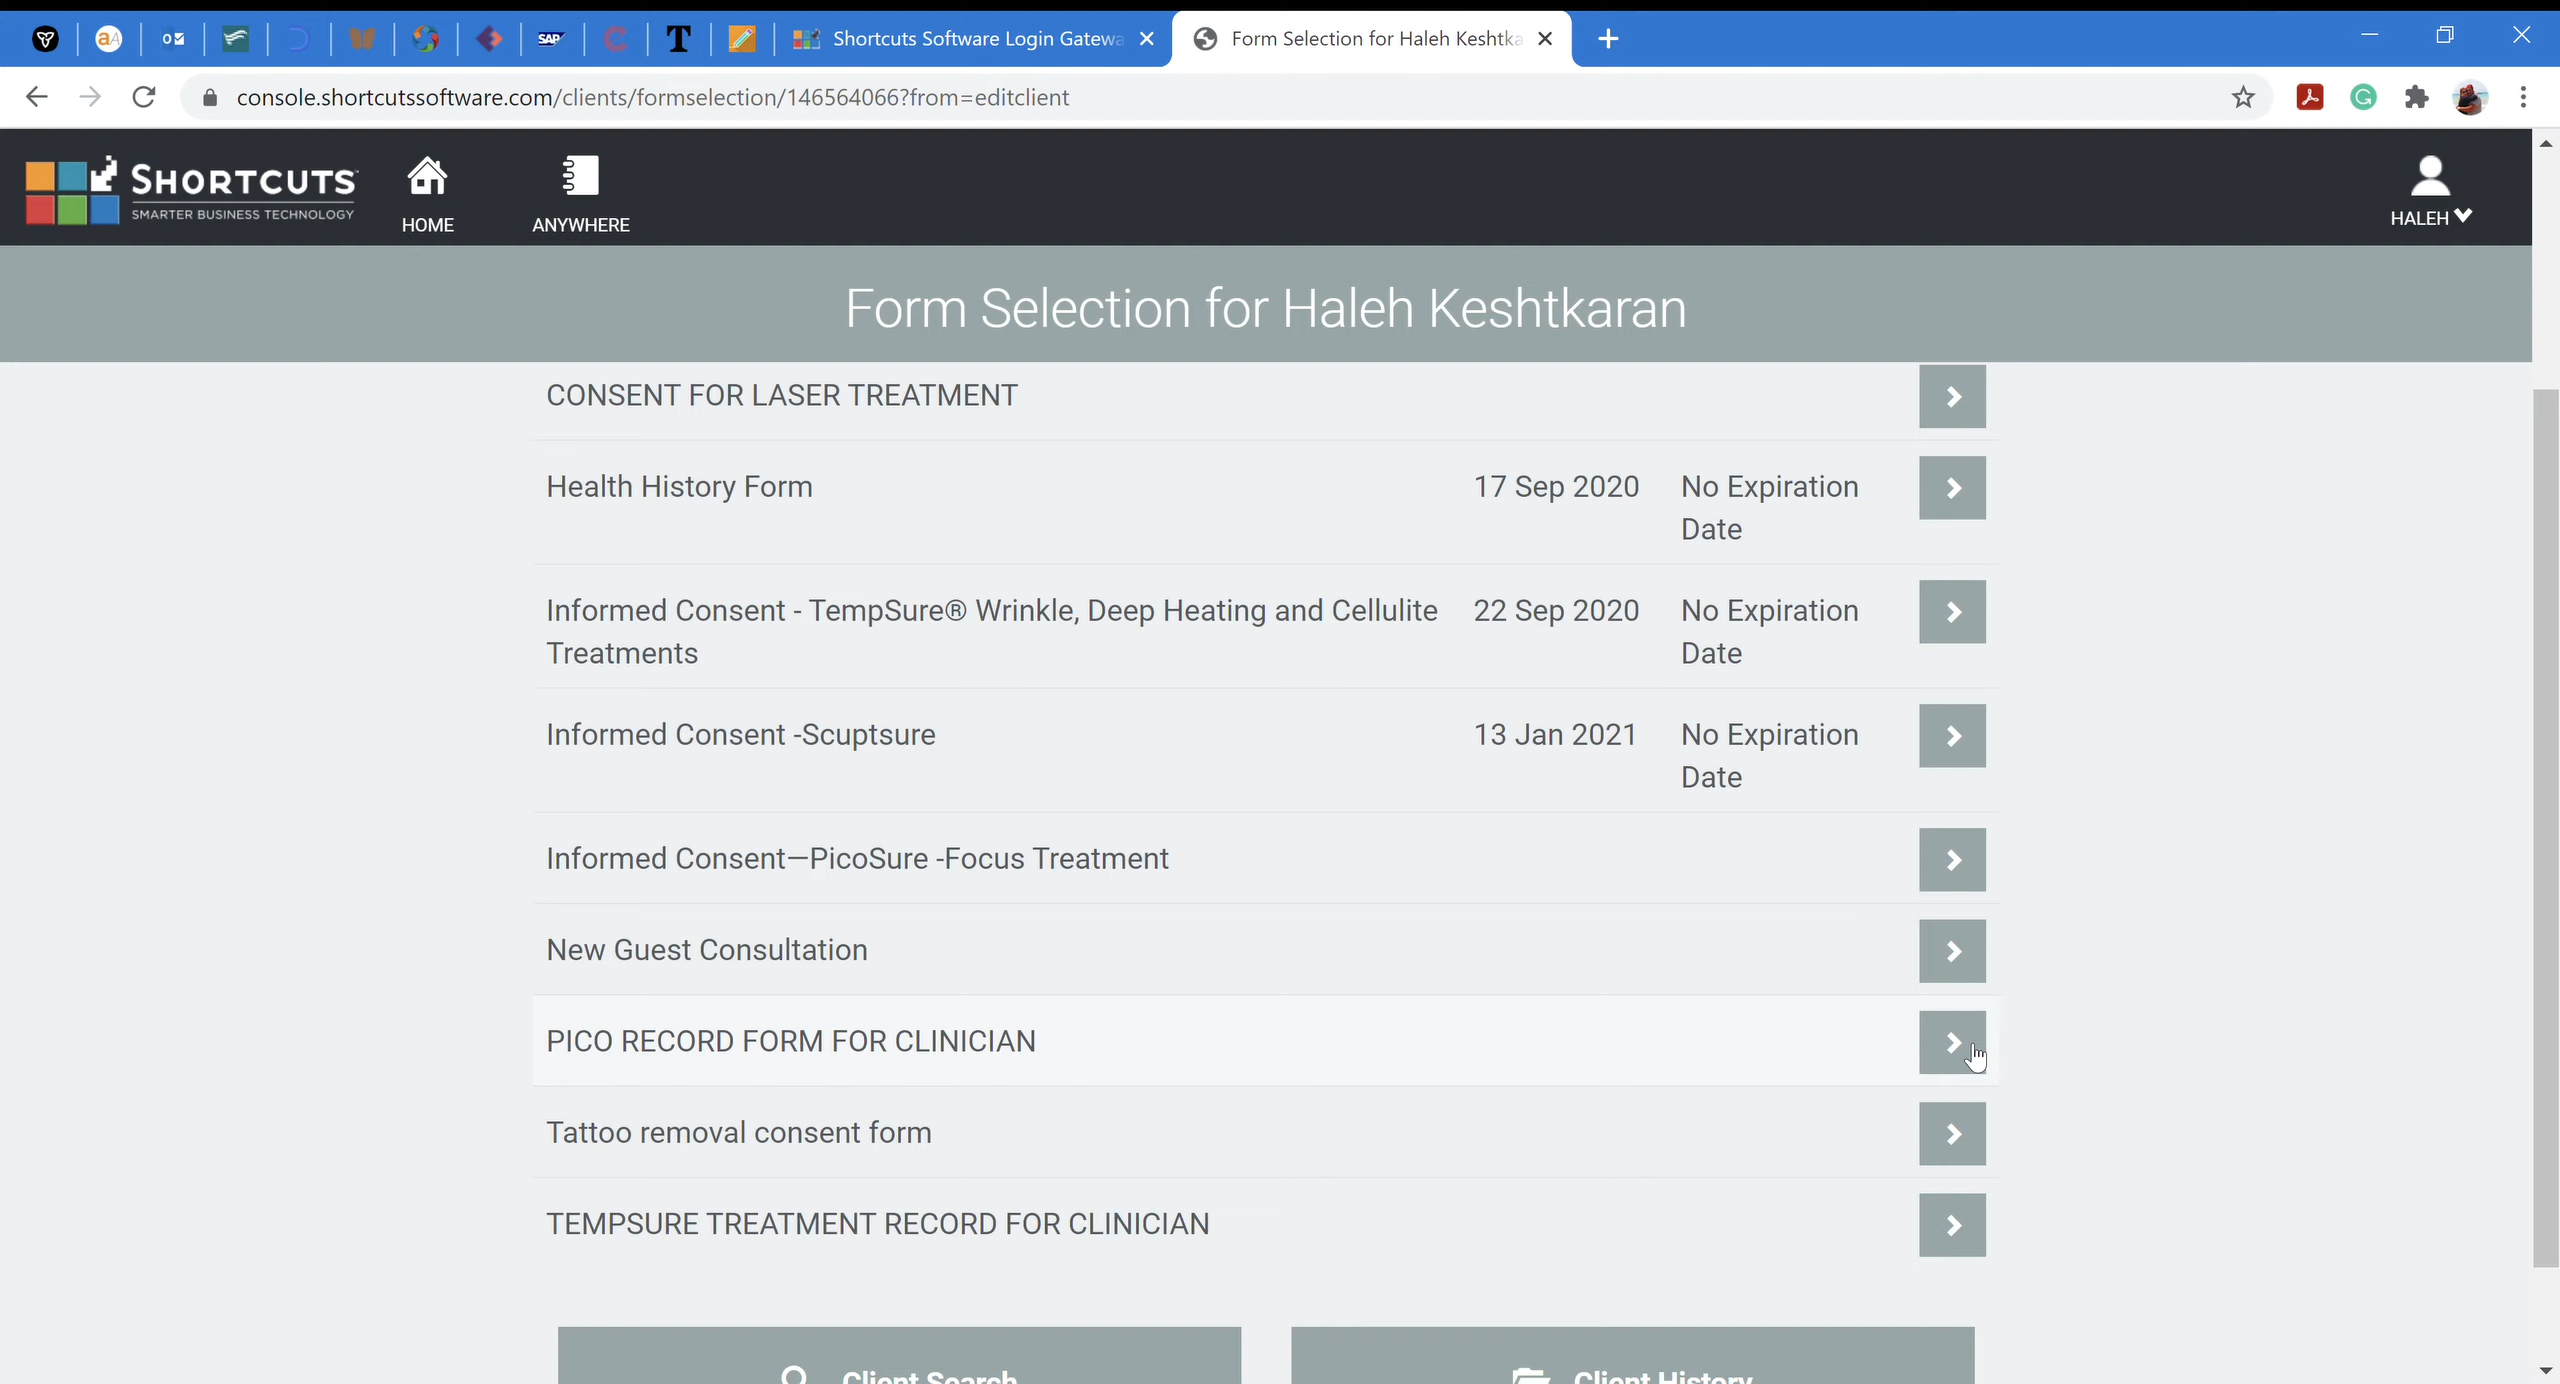 aA
SAP
C
T
Shortcuts Software Login Gatewa
Form Selection for Haleh Keshtka
console.shortcutssoftware.com/clients/formselection/146564066?from=editclient
SHORTCUTS
SMARTER BUSINESS TECHNOLOGY
HOME
ANYWHERE
HALEH
Form Selection for Haleh Keshtkaran
CONSENT FOR LASER TREATMENT
Health History Form 17 Sep 2020 No Expiration
Date
Informed Consent - TempSure® Wrinkle, Deep Heating and Cellulite 22 Sep 2020 No Expiration
Treatments Date
Informed Consent -Scuptsure 13 Jan 2021 No Expiration
Date
Informed Consent—PicoSure -Focus Treatment
New Guest Consultation
PICO RECORD FORM FOR CLINICIAN
Tattoo removal consent form
TEMPSURE TREATMENT RECORD FOR CLINICIAN
Client Search
Client History